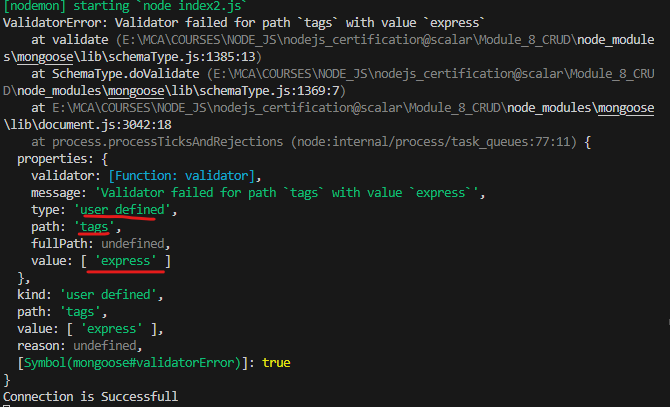 [nodemon] starting `node index2.js`
ValidatorError: Validator failed for path `tags` with value `express`
    at validate (E:\MCA\COURSES\NODE_JS\nodejs_certification@scalar\Module_8_CRUD\node_module
s\mongoose\lib\schemaType.js:1385:13)
    at SchemaType.doValidate (E:\MCA\COURSES\NODE_JS\nodejs_certification@scalar\Module_8_CRU
D\node_modules\mongoose\lib\schemaType.js:1369:7)
    at E:\MCA\COURSES\NODE_JS\nodejs_certification@scalar\Module_8_CRUD\node_modules\mongoose
\lib\document.js:3042:18
    at process.processTicksAndRejections (node:internal/process/task_queues:77:11) {
  properties: {
    validator: [Function: validator],
    message: 'Validator failed for path `tags` with value `express`',
    type: 'user defined',
    path: 'tags',
    fullPath: undefined,
    value: [ 'express' ]
  },
  kind: 'user defined',
  path: 'tags',
  value: [ 'express' ],
  reason: undefined,
  [Symbol(mongoose#validatorError)]: true
}
Connection is Successfull